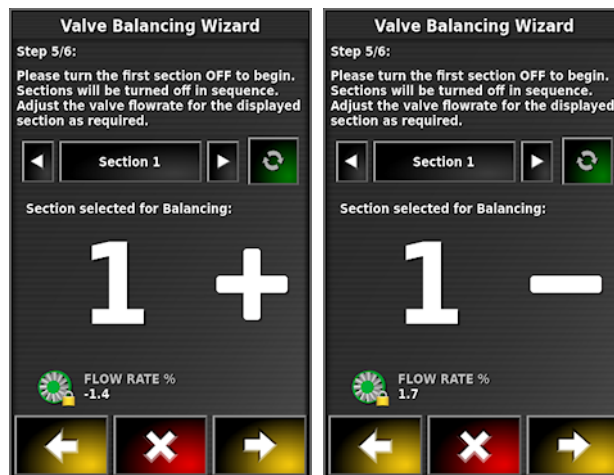 Valve Balancing Wizard
Step 5/6:
Please turn the first section OFF to begin.
Sections will be turned off in sequence.
Adjust the valve flowrate for the displayed
section as required.
Section 1
Section selected for Balancing:
1 +
FLOW RATE %
-1.4
Valve Balancing Wizard
Step 5/6:
Please turn the first section OFF to begin.
Sections will be turned off in sequence.
Adjust the valve flowrate for the displayed
section as required.
Section 1
Section selected for Balancing:
1 −
FLOW RATE %
1.7